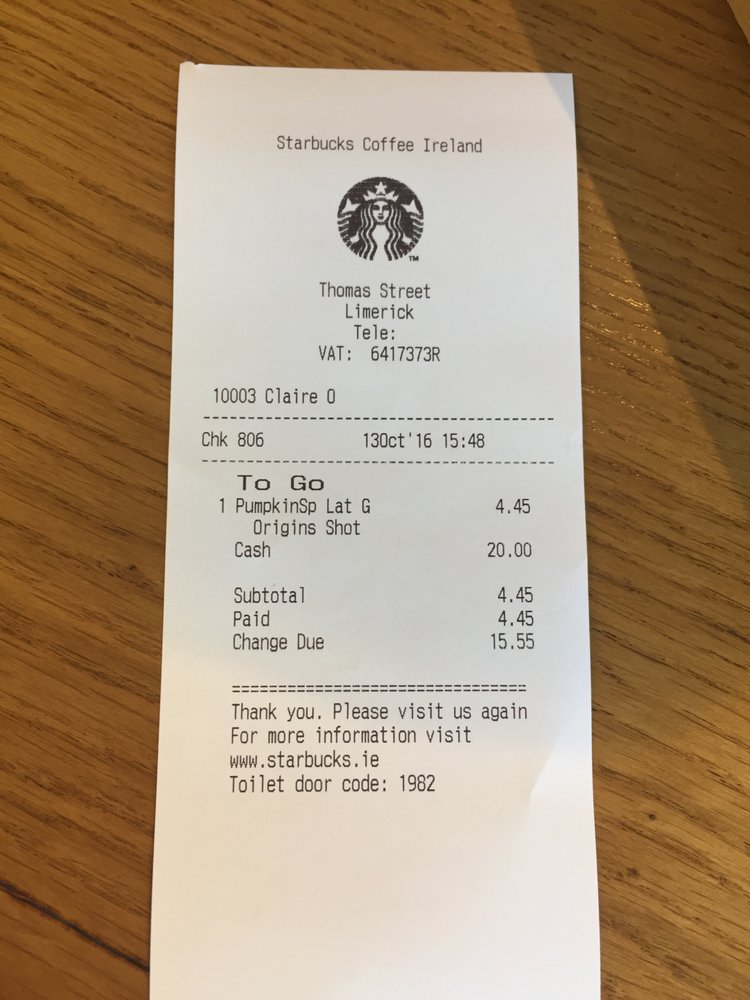 Starbucks Coffee Ireland
TM
Thomas Street
Limerick
Tele:
VAT: 6417373R
10003 Claire O
Chk 806 13Oct'16 15:48
To Go
1 PumpkinSp Lat G 4.45
Origins Shot
Cash 20.00
Subtotal 4.45
Paid 4.45
Change Due 15.55
Thank you. Please visit us again
For more information visit
www.starbucks.ie
Toilet door code: 1982